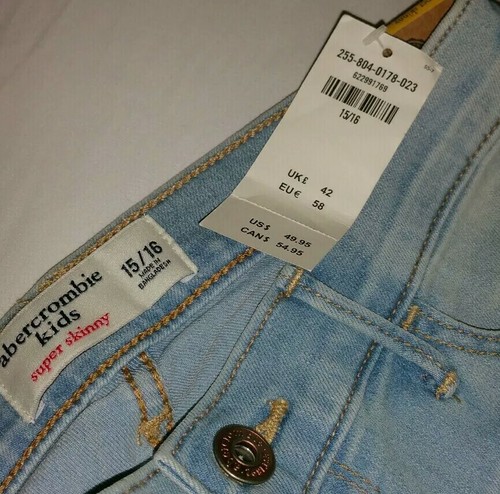 255-804-0178-023
622991769
15/16
UK£ 42
EU€ 58
US$ 49.95
CAN$ 54.95
abercrombie
kids
super skinny
15/16
MADE IN
BANGLADESH